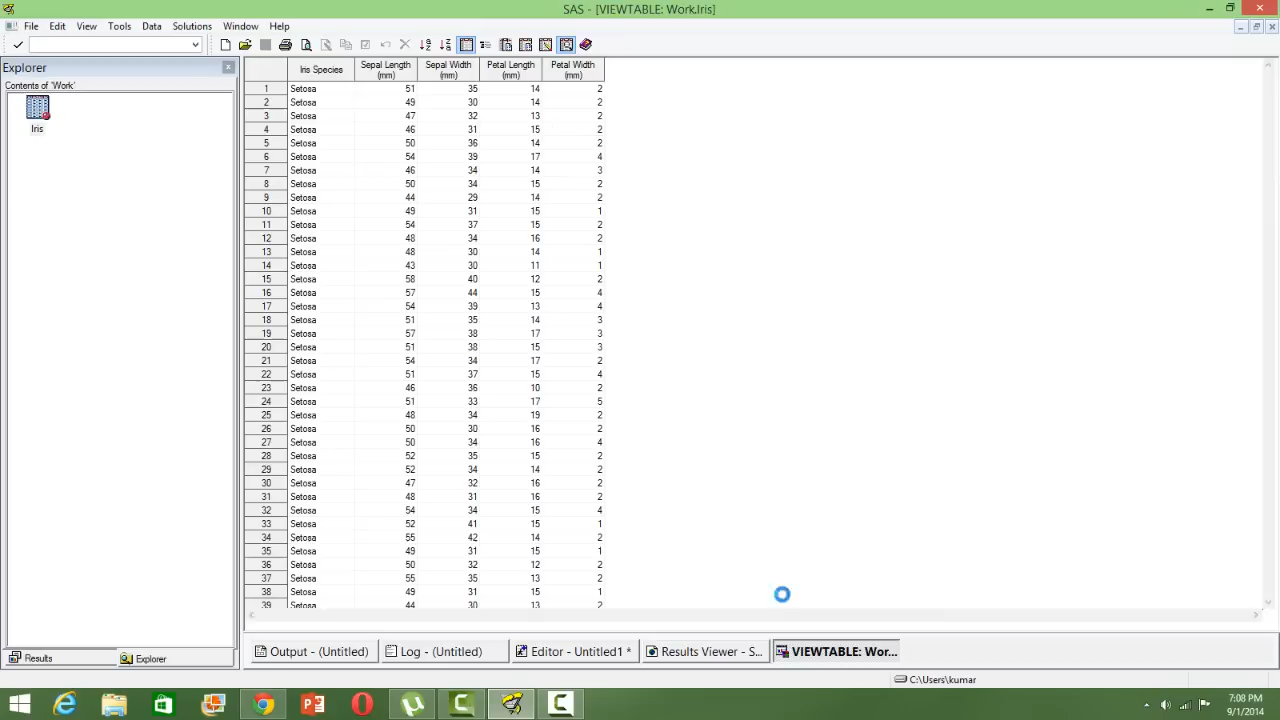 SAS - [VIEWTABLE: Work.Iris]
File Edit View Tools Data Solutions Window Help
Explorer
Contents of 'Work'
Iris
Iris Species Sepal Length (mm) Sepal Width (mm) Petal Length (mm) Petal Width (mm)
1 Setosa 51 35 14 2
2 Setosa 49 30 14 2
3 Setosa 47 32 13 2
4 Setosa 46 31 15 2
5 Setosa 50 36 14 2
6 Setosa 54 39 17 4
7 Setosa 46 34 14 3
8 Setosa 50 34 15 2
9 Setosa 44 29 14 2
10 Setosa 49 31 15 1
11 Setosa 54 37 15 2
12 Setosa 48 34 16 2
13 Setosa 48 30 14 1
14 Setosa 43 30 11 1
15 Setosa 58 40 12 2
16 Setosa 57 44 15 4
17 Setosa 54 39 13 4
18 Setosa 51 35 14 3
19 Setosa 57 38 17 3
20 Setosa 51 38 15 3
21 Setosa 54 34 17 2
22 Setosa 51 37 15 4
23 Setosa 46 36 10 2
24 Setosa 51 33 17 5
25 Setosa 48 34 19 2
26 Setosa 50 30 16 2
27 Setosa 50 34 16 4
28 Setosa 52 35 15 2
29 Setosa 52 34 14 2
30 Setosa 47 32 16 2
31 Setosa 48 31 16 2
32 Setosa 54 34 15 4
33 Setosa 52 41 15 1
34 Setosa 55 42 14 2
35 Setosa 49 31 15 1
36 Setosa 50 32 12 2
37 Setosa 55 35 13 2
38 Setosa 49 31 15 1
39 Setosa 44 30 13 2
Results Explorer
Output - (Untitled) Log - (Untitled) Editor - Untitled1 * Results Viewer - S... VIEWTABLE: Wor...
C:\Users\kumar
7:08 PM
9/1/2014